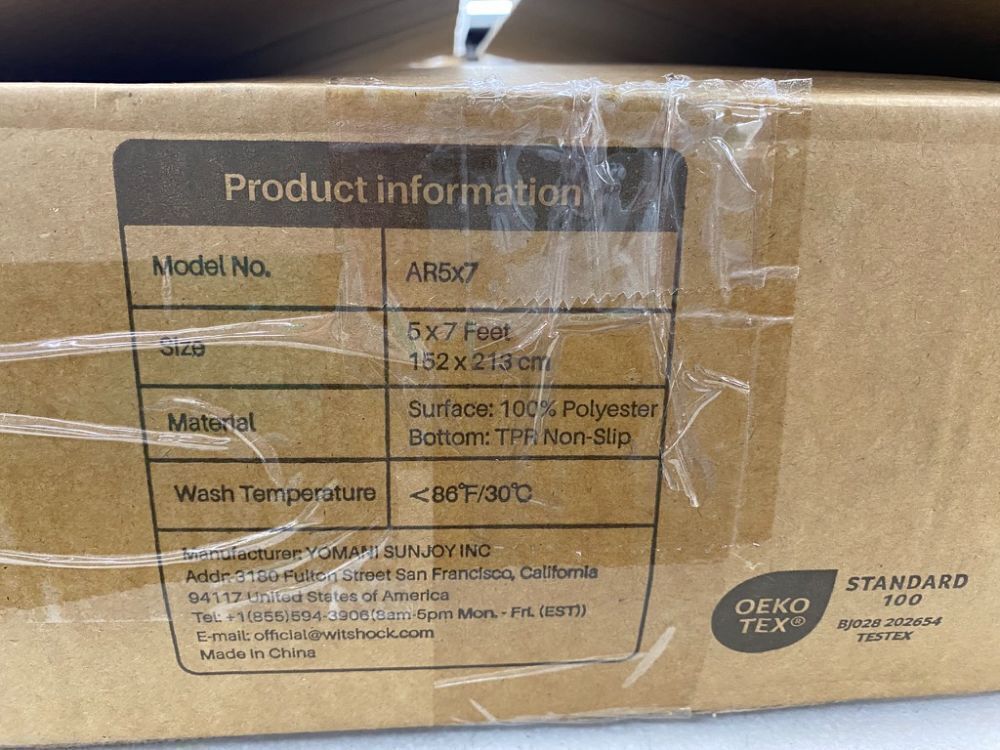 Product information
Model No.
AR5x7
Size
5 x 7 Feet
152 x 213 cm
Material
Surface: 100% Polyester
Bottom: TPR Non-Slip
Wash Temperature
<86℉/30℃
Manufacturer: YOMANI SUNJOY INC
Addr: 3180 Fulton Street San Francisco, California
94117 United States of America
Tel: +1(855)594-3906(8am-5pm Mon. - Fri. (EST))
E-mail: official@witshock.com
Made in China
OEKO
TEX®
STANDARD
100
BJ028 202654
TESTEX